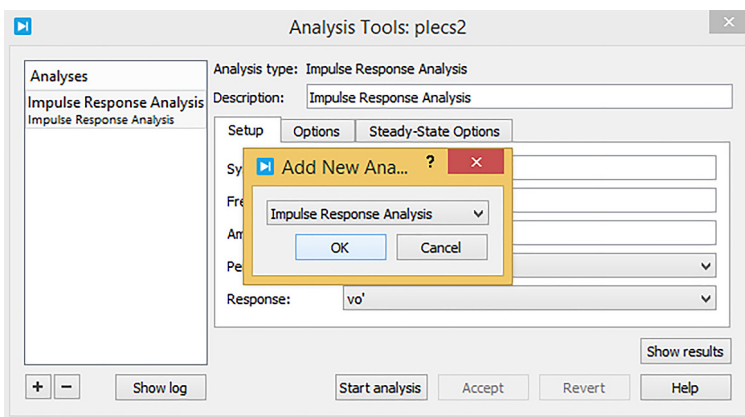 Analysis Tools: plecs2
Analyses
Impulse Response Analysis
Impulse Response Analysis
Analysis type: Impulse Response Analysis
Description: Impulse Response Analysis
Setup Options Steady-State Options
Add New Ana... ?
Impulse Response Analysis
OK Cancel
Response: vo'
Show results
+ − Show log Start analysis Accept Revert Help